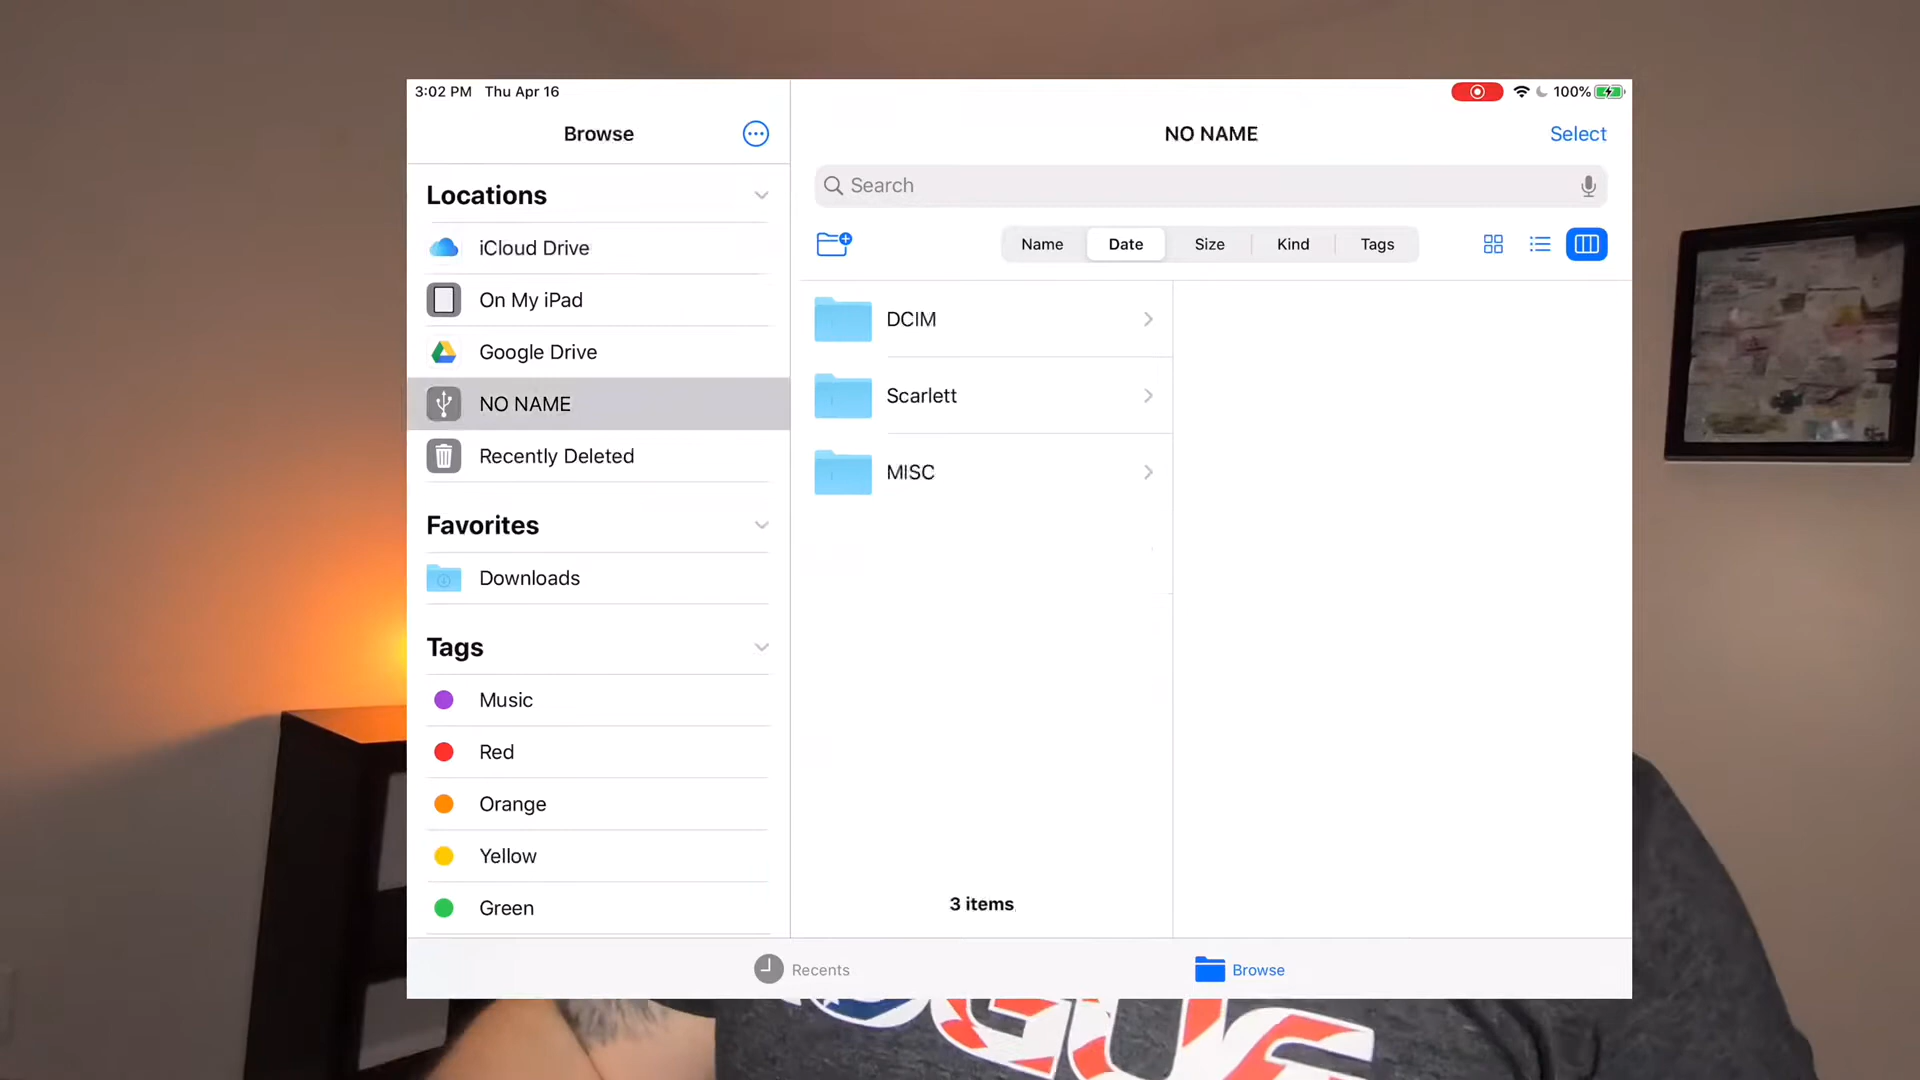 3:02 PM Thu Apr 16
100%
Browse
NO NAME
Select
Locations
Search
iCloud Drive
Name Date Size Kind Tags
On My iPad
DCIM
Google Drive
Scarlett
NO NAME
MISC
Recently Deleted
Favorites
Downloads
Tags
Music
Red
Orange
Yellow
Green
3 items
Recents
Browse